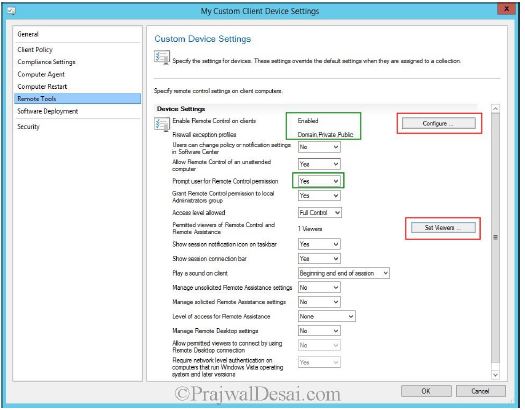 My Custom Client Device Settings
x
General
Client Policy
Compliance Settings
Computer Agent
Computer Restart
Remote Tools
Software Deployment
Security
Custom Device Settings
Specify the settings for devices. These settings override the default settings when they are assigned to a collection.
Specify remote control settings on client computers.
Device Settings
Enable Remote Control on clients Enabled Configure ...
Firewall exception profiles Domain;Private;Public
Users can change policy or notification settings
in Software Center No
Allow Remote Control of an unattended
computer Yes
Prompt user for Remote Control permission Yes
Grant Remote Control permission to local
Administrators group Yes
Access level allowed Full Control
Permitted viewers of Remote Control and
Remote Assistance 1 Viewers Set Viewers ...
Show session notification icon on taskbar Yes
Show session connection bar Yes
Play a sound on client Beginning and end of session
Manage unsolicited Remote Assistance settings No
Manage solicited Remote Assistance settings No
Level of access for Remote Assistance None
Manage Remote Desktop settings No
Allow permitted viewers to connect by using
Remote Desktop connection No
Require network level authentication on
computers that run Windows Vista operating
system and later versions Yes
©PrajwalDesai.com
OK Cancel